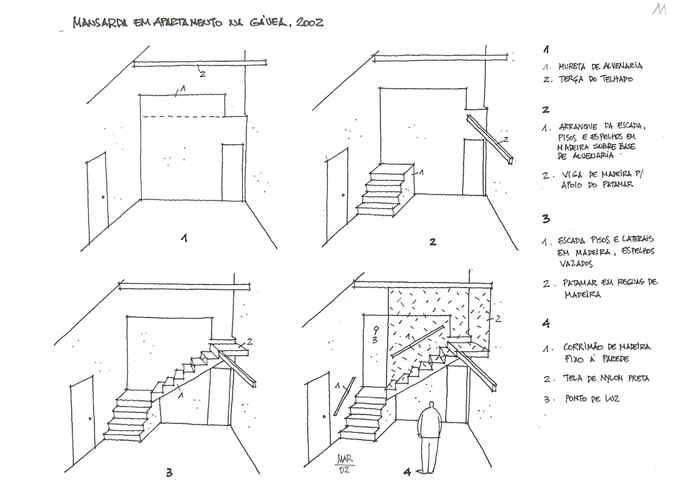 11
MANSARDA EM APARTAMENTO NA GÁVEA, 2002
2
1
1
2
1
2
2
1
3
2
3
1
1
MAR
02
4
1
1. MURETA DE ALVENARIA
2. TERÇA DO TELHADO
2
1. ARRANQUE DA ESCADA,
PISOS E ESPELHOS EM
MADEIRA SOBRE BASE
DE ALVENARIA.
2. VIGA DE MADEIRA P/
APOIO DO PATAMAR
3
1. ESCADA PISOS E LATERAIS
EM MADEIRA, ESPELHOS
VAZADOS
2. PATAMAR EM REGUAS DE
MADEIRA
4
1. CORRIMÃO DE MADEIRA
FIXO À PAREDE
2. TELA DE NYLON PRETA
3. PONTO DE LUZ